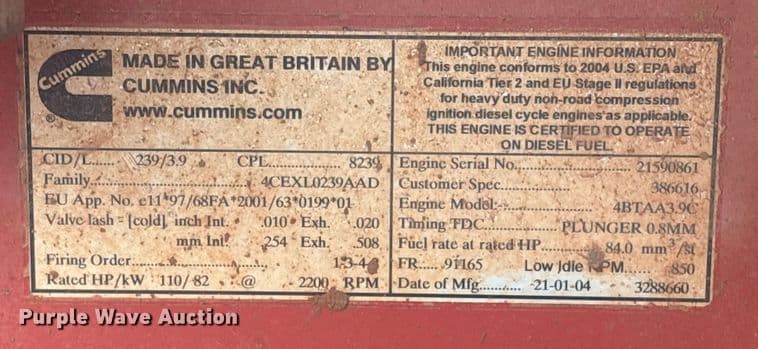 Cummins
®
MADE IN GREAT BRITAIN BY
CUMMINS INC.
www.cummins.com
IMPORTANT ENGINE INFORMATION
This engine conforms to 2004 U.S. EPA and
California Tier 2 and EU Stage II regulations
for heavy duty non-road compression
ignition diesel cycle engines as applicable.
THIS ENGINE IS CERTIFIED TO OPERATE
ON DIESEL FUEL
CID/L...... 239/3.9 CPL................ 8239
Family.................. 4CEXL0239AAD
EU App. No. e11*97/68FA*2001/63*0199*01
Valve lash = [cold] inch Int. .010 Exh. .020
mm Int. .254 Exh. .508
Firing Order..................... 1-3-4-2
Rated HP/kW 110/ 82 @ 2200 RPM
Engine Serial No.................. 21590861
Customer Spec.................. 386616
Engine Model:.................. 4BTAA3.9C
Timing TDC.............. PLUNGER 0.8MM
Fuel rate at rated HP............ 84.0 mm³/st
FR..... 91165 Low Idle RPM...... 850
Date of Mfg.......... 21-01-04 3288660
Purple Wave Auction